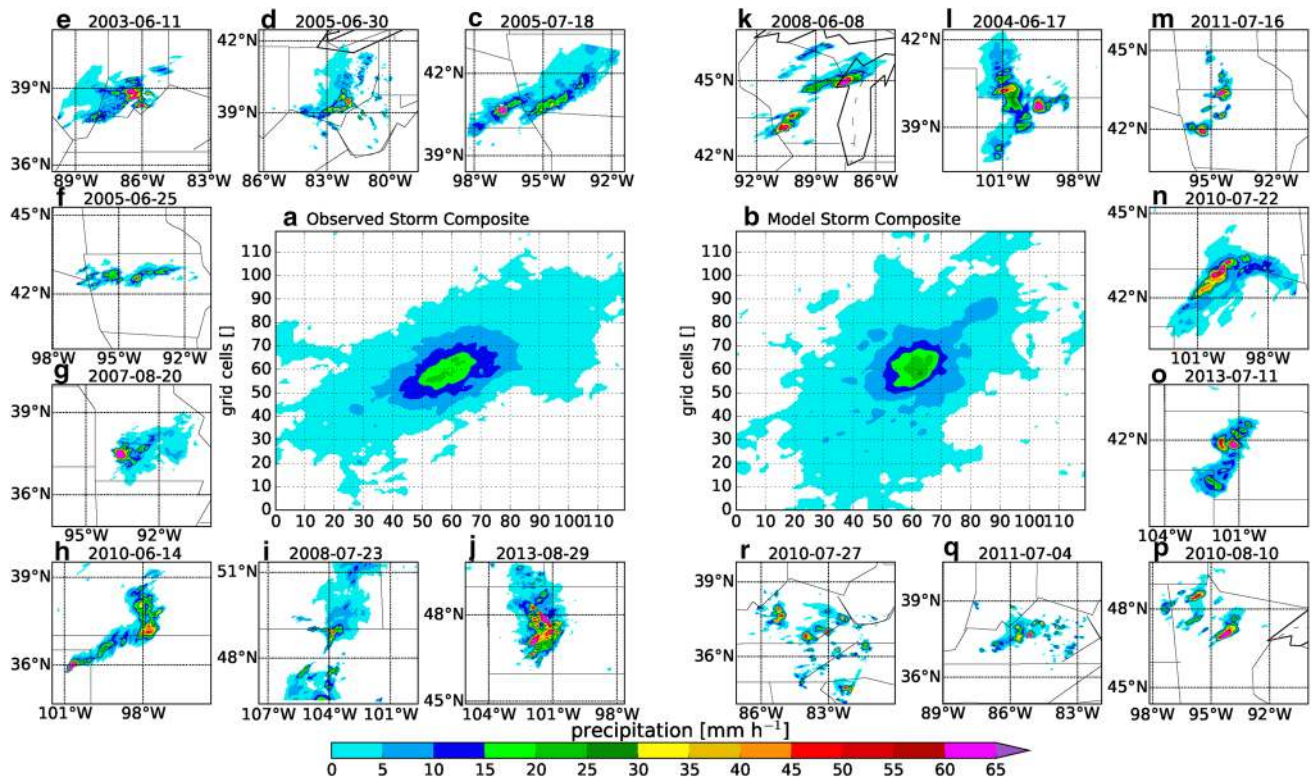 e 2003-06-11
42°N
39°N
36°N
89°W 86°W 83°W
d 2005-06-30
42°N
39°N
36°N
86°W 82°W 80°W
c 2005-07-18
42°N
39°N
98°W 95°W 92°W
k 2008-06-08
45°N
42°N
92°W 89°W 86°W
l 2004-06-17
42°N
39°N
101°W 98°W
m 2011-07-16
45°N
42°N
95°W 92°W
f 2005-06-25
45°N
42°N
98°W 95°W 92°W
a Observed Storm Composite
grid cells []
110
100
90
80
70
60
50
40
30
20
10
0
0 10 20 30 40 50 60 70 80 90 100110
b Model Storm Composite
grid cells []
110
100
90
80
70
60
50
40
30
20
10
0
0 10 20 30 40 50 60 70 80 90 100110
n 2010-07-22
45°N
42°N
101°W 98°W
g 2007-08-20
39°N
36°N
95°W 92°W
o 2013-07-11
42°N
104°W 101°W
h 2010-06-14
39°N
36°N
101°W 98°W
i 2008-07-23
51°N
48°N
107°W 104°W 101°W
j 2013-08-29
48°N
45°N
104°W 101°W
r 2010-07-27
39°N
36°N
86°W 83°W
q 2011-07-04
39°N
36°N
89°W 86°W 83°W
p 2010-08-10
48°N
45°N
98°W 95°W 92°W
precipitation [mm h⁻¹]
0 5 10 15 20 25 30 35 40 45 50 55 60 65